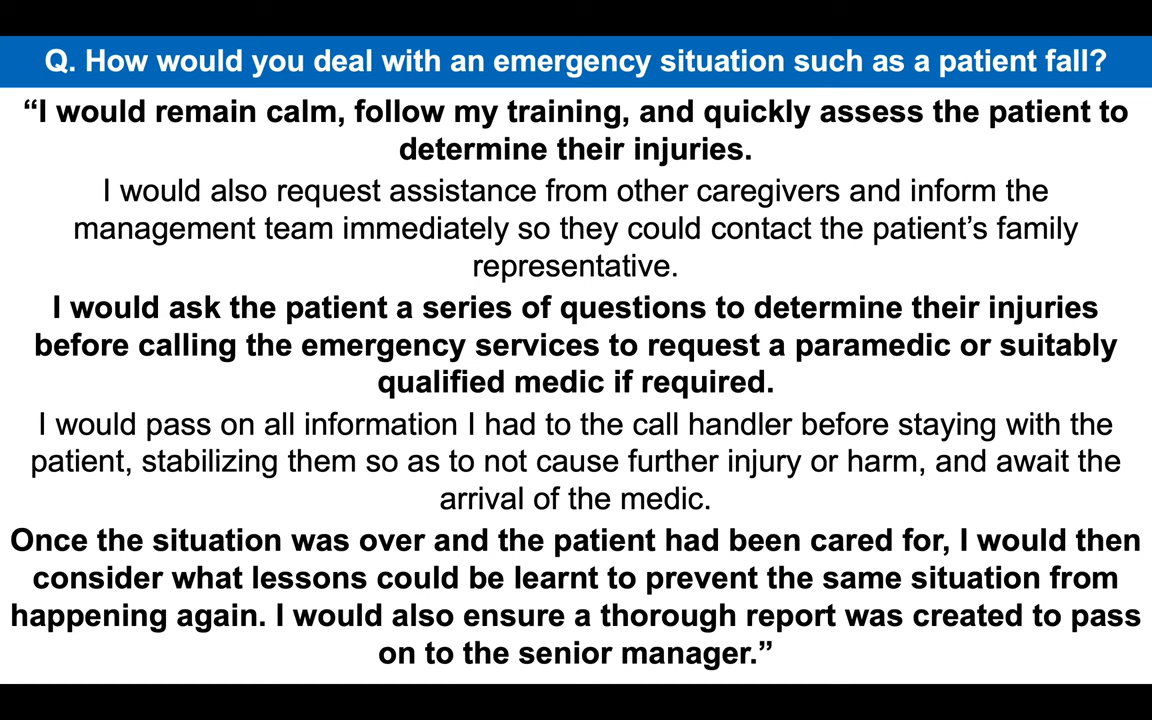 Q. How would you deal with an emergency situation such as a patient fall?
“I would remain calm, follow my training, and quickly assess the patient to
determine their injuries.
I would also request assistance from other caregivers and inform the
management team immediately so they could contact the patient’s family
representative.
I would ask the patient a series of questions to determine their injuries
before calling the emergency services to request a paramedic or suitably
qualified medic if required.
I would pass on all information I had to the call handler before staying with the
patient, stabilizing them so as to not cause further injury or harm, and await the
arrival of the medic.
Once the situation was over and the patient had been cared for, I would then
consider what lessons could be learnt to prevent the same situation from
happening again. I would also ensure a thorough report was created to pass
on to the senior manager.”